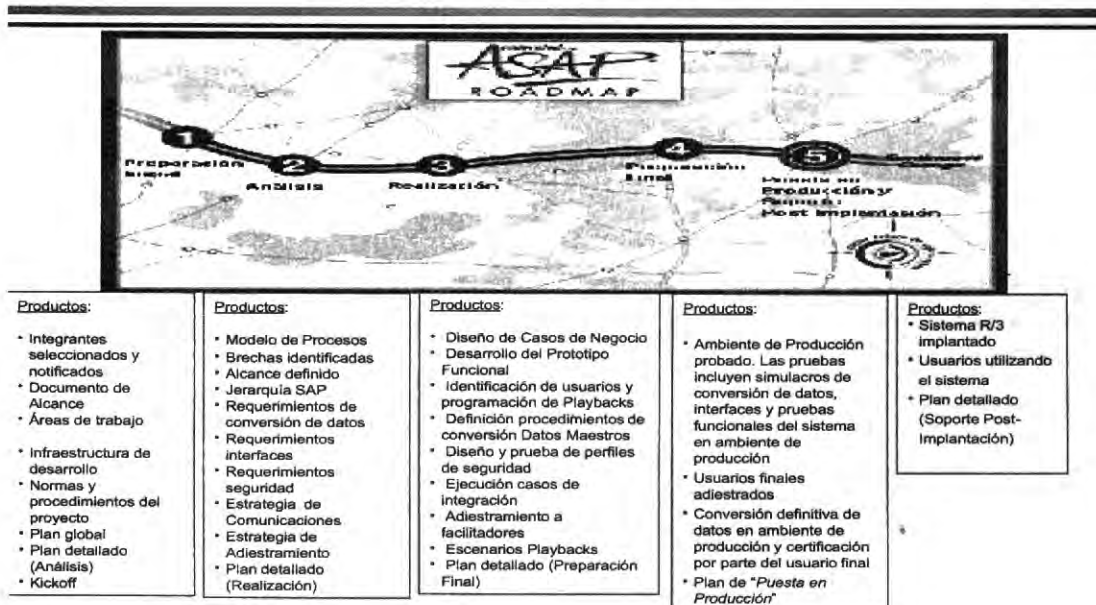 ASAP
ROADMAP
1
2
3
4
5
Preparación
Análisis
Realización
Final
Producción y
Post Implantación
Productos:
• Integrantes
seleccionados y
notificados
• Documento de
Alcance
• Áreas de trabajo
• Infraestructura de
desarrollo
• Normas y
procedimientos del
proyecto
• Plan global
• Plan detallado
(Análisis)
• Kickoff
Productos:
• Modelo de Procesos
• Brechas identificadas
• Alcance definido
• Jerarquía SAP
• Requerimientos de
conversión de datos
• Requerimientos
interfaces
• Requerimientos
seguridad
• Estrategia de
Comunicaciones
• Estrategia de
Adiestramiento
• Plan detallado
(Realización)
Productos:
• Diseño de Casos de Negocio
• Desarrollo del Prototipo
Funcional
• Identificación de usuarios y
programación de Playbacks
• Definición procedimientos de
conversión Datos Maestros
• Diseño y prueba de perfiles
de seguridad
• Ejecución casos de
integración
• Adiestramiento a
facilitadores
• Escenarios Playbacks
• Plan detallado (Preparación
Final)
Productos:
• Ambiente de Producción
probado. Las pruebas
incluyen simulacros de
conversión de datos,
interfaces y pruebas
funcionales del sistema
en ambiente de
producción
• Usuarios finales
adiestrados
• Conversión definitiva de
datos en ambiente de
producción y certificación
por parte del usuario final
• Plan de "Puesta en
Producción"
Productos:
• Sistema R/3
implantado
• Usuarios utilizando
el sistema
• Plan detallado
(Soporte Post-
Implantación)